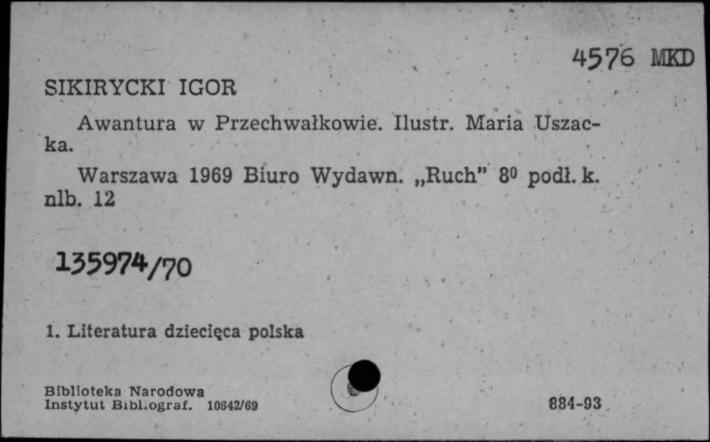 4576 MKD
SIKIRYCKI IGOR
Awantura w Przechwałkowie. Ilustr. Maria Uszac-
ka.
Warszawa 1969 Biuro Wydawn. „Ruch” 8⁰ podł. k.
nlb. 12
135974/70
1. Literatura dziecięca polska
Biblioteka Narodowa
Instytut Bibliograf. 10642/69
884-93